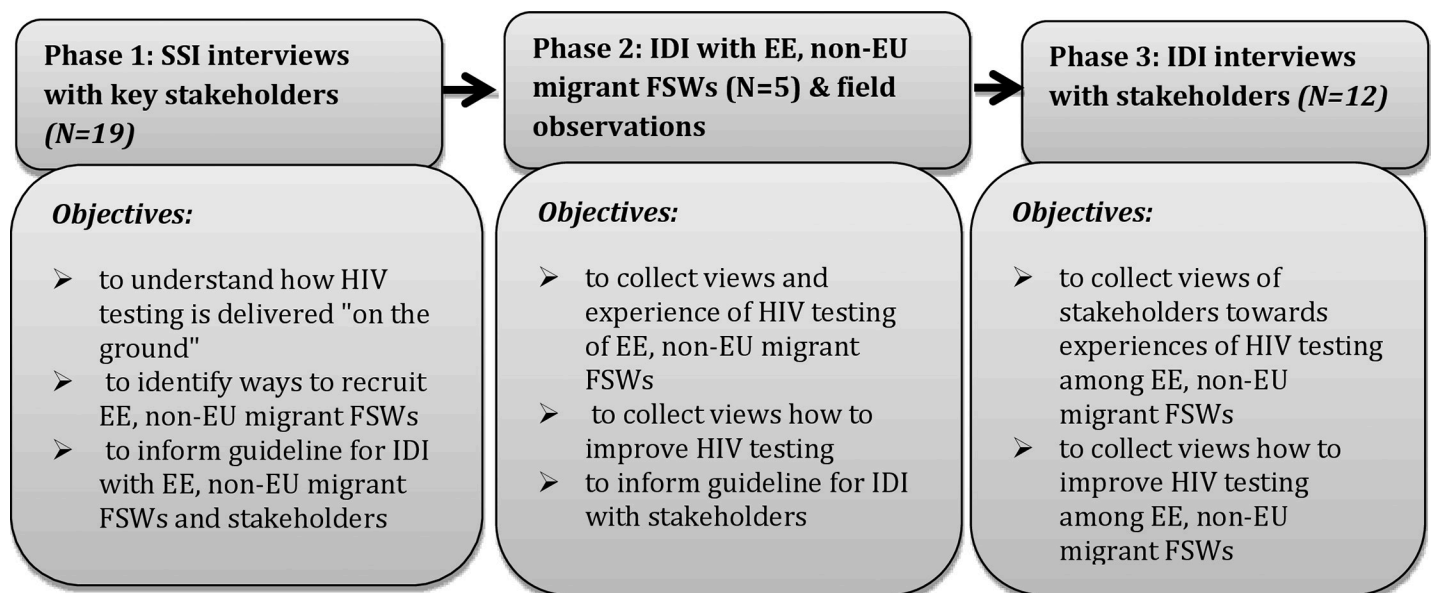 Phase 1: SSI interviews
with key stakeholders
(N=19)
Objectives:
➢ to understand how HIV
testing is delivered "on the
ground"
➢ to identify ways to recruit
EE, non-EU migrant FSWs
➢ to inform guideline for IDI
with EE, non-EU migrant
FSWs and stakeholders
Phase 2: IDI with EE, non-EU
migrant FSWs (N=5) & field
observations
Objectives:
➢ to collect views and
experience of HIV testing
of EE, non-EU migrant
FSWs
➢ to collect views how to
improve HIV testing
➢ to inform guideline for IDI
with stakeholders
Phase 3: IDI interviews
with stakeholders (N=12)
Objectives:
➢ to collect views of
stakeholders towards
experiences of HIV testing
among EE, non-EU
migrant FSWs
➢ to collect views how to
improve HIV testing
among EE, non-EU
migrant FSWs